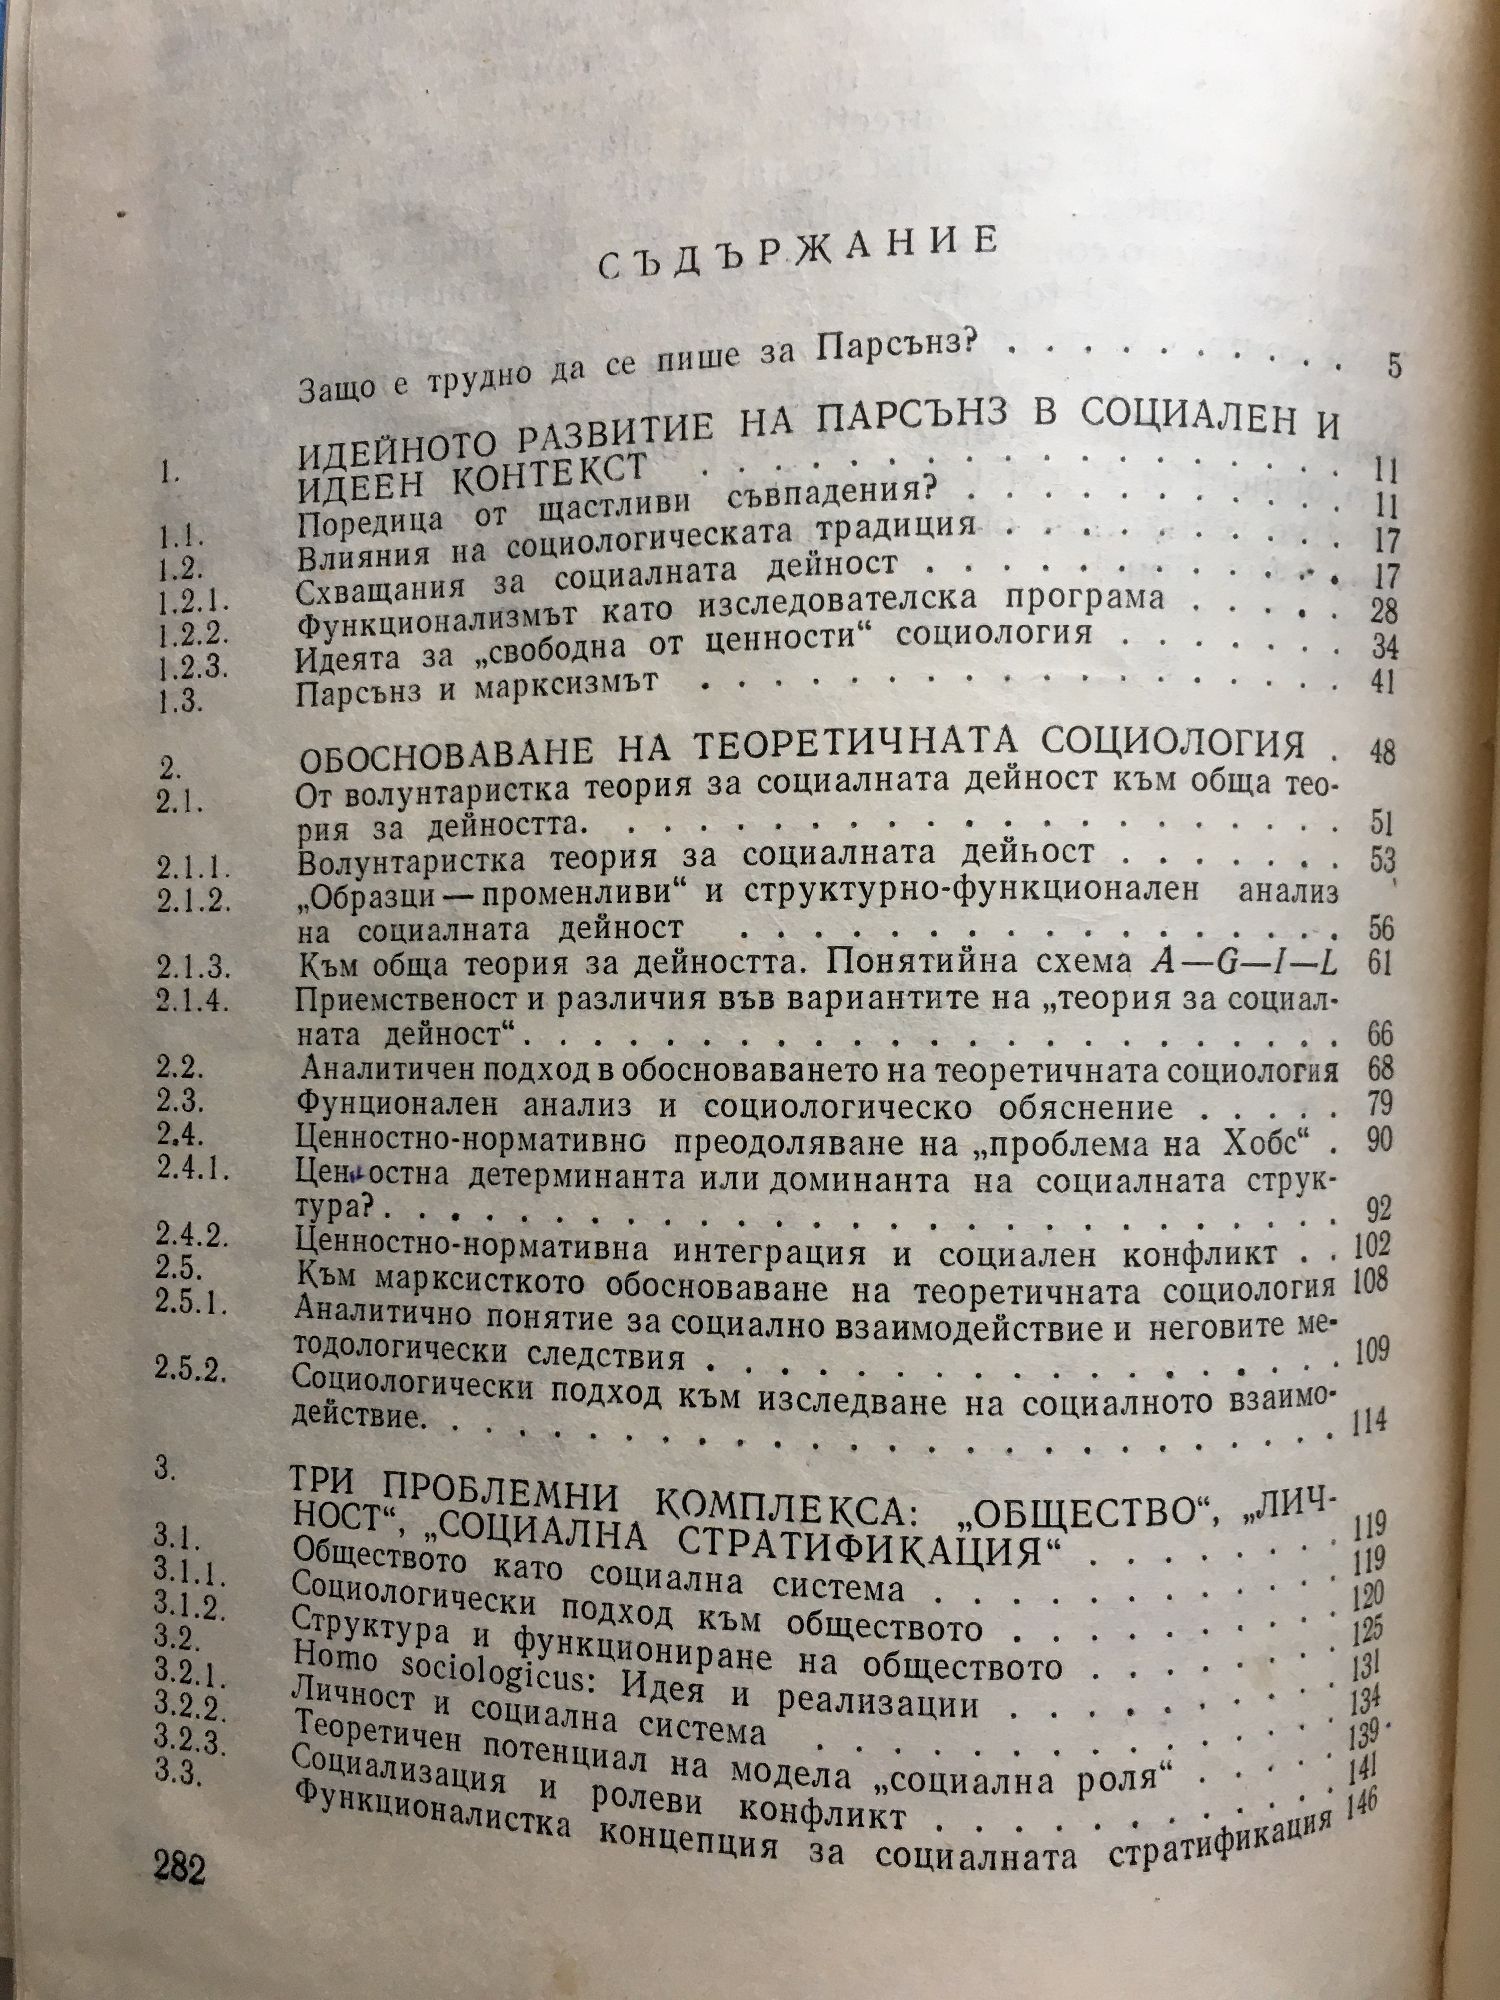 СЪДЪРЖАНИЕ
Защо е трудно да се пише за Парсънз? . . . . . . . . . . 5
1. ИДЕЙНОТО РАЗВИТИЕ НА ПАРСЪНЗ В СОЦИАЛЕН И
ИДЕЕН КОНТЕКСТ . . . . . . . . . . . . . . . . . . 11
1.1. Поредица от щастливи съвпадения? . . . . . . . . . . . 11
1.2. Влияния на социологическата традиция . . . . . . . . . . 17
1.2.1. Схващания за социалната дейност . . . . . . . . . . . . 17
1.2.2. Функционализмът като изследователска програма . . . . . 28
1.2.3. Идеята за „свободна от ценности“ социология . . . . . . . 34
1.3. Парсънз и марксизмът . . . . . . . . . . . . . . . . . . 41
2. ОБОСНОВАВАНЕ НА ТЕОРЕТИЧНАТА СОЦИОЛОГИЯ . 48
2.1. От волунтаристка теория за социалната дейност към обща тео-
рия за дейността. . . . . . . . . . . . . . . . . . . . 51
2.1.1. Волунтаристка теория за социалната дейност . . . . . . . 53
2.1.2. „Образци — променливи“ и структурно-функционален анализ
на социалната дейност . . . . . . . . . . . . . . . . . 56
2.1.3. Към обща теория за дейността. Понятийна схема A—G—I—L 61
2.1.4. Приемственост и различия във вариантите на „теория за социал-
ната дейност“. . . . . . . . . . . . . . . . . . . . . . 66
2.2. Аналитичен подход в обосноваването на теоретичната социология 68
2.3. Фунционален анализ и социологическо обяснение . . . . . 79
2.4. Ценностно-нормативно преодоляване на „проблема на Хобс“ . 90
2.4.1. Ценностна детерминанта или доминанта на социалната струк-
тура? . . . . . . . . . . . . . . . . . . . . . . . . . . 92
2.4.2. Ценностно-нормативна интеграция и социален конфликт . . 102
2.5. Към марксисткото обосноваване на теоретичната социология 108
2.5.1. Аналитично понятие за социално взаимодействие и неговите ме-
тодологически следствия . . . . . . . . . . . . . . . . 109
2.5.2. Социологически подход към изследване на социалното взаимо-
действие. . . . . . . . . . . . . . . . . . . . . . . . . 114
3. ТРИ ПРОБЛЕМНИ КОМПЛЕКСА: „ОБЩЕСТВО“, „ЛИЧ-
НОСТ“, „СОЦИАЛНА СТРАТИФИКАЦИЯ“ . . . . . . . 119
3.1. Обществото като социална система . . . . . . . . . . . . 119
3.1.1. Социологически подход към обществото . . . . . . . . . 120
3.1.2. Структура и функциониране на обществото . . . . . . . 125
3.2. Homo sociologicus: Идея и реализации . . . . . . . . . 131
3.2.1. Личност и социална система . . . . . . . . . . . . . . 134
3.2.2. Теоретичен потенциал на модела „социална роля“ . . . . 139
3.2.3. Социализация и ролеви конфликт . . . . . . . . . . . . 141
3.3. Функционалистка концепция за социалната стратификация 146
282